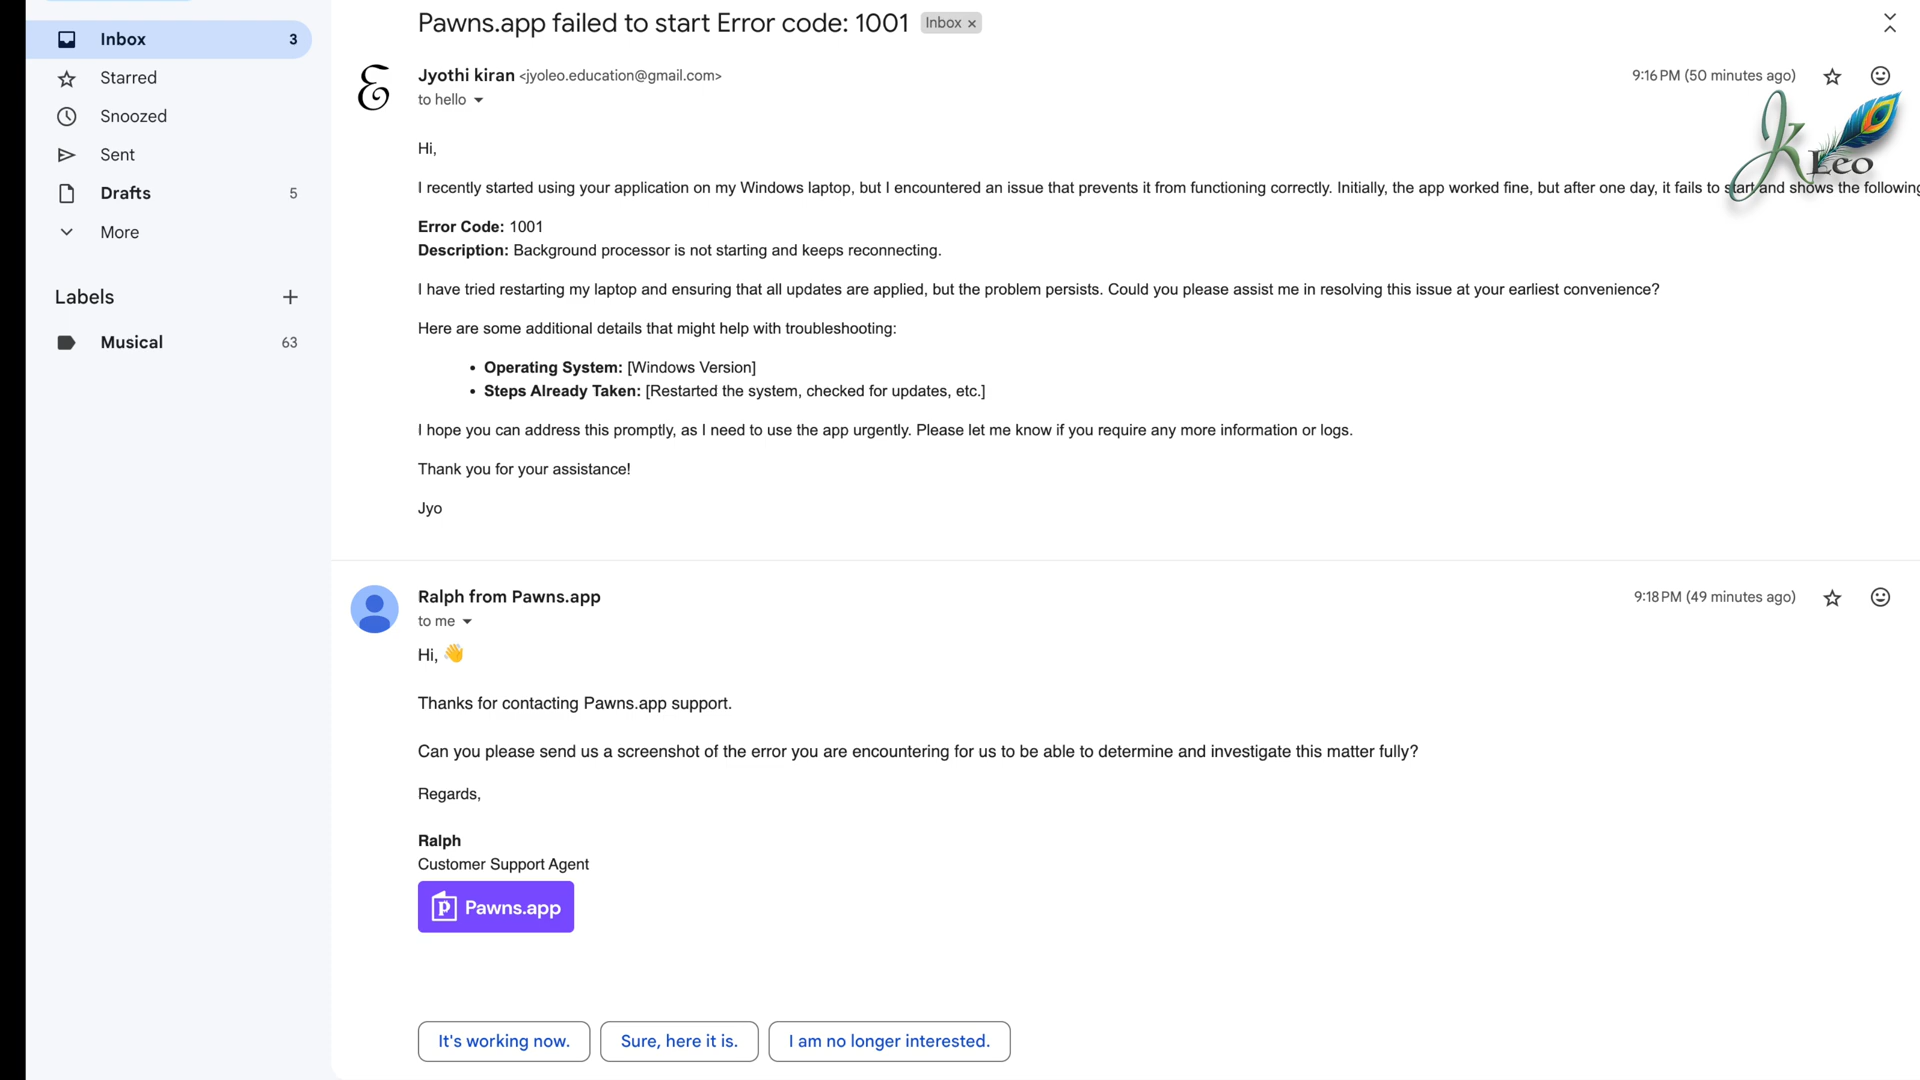 Pawns.app failed to start Error code: 1001 Inbox ×
Inbox 3
Starred
Snoozed
Sent
Drafts 5
More
Labels +
Musical 63
Jyothi kiran <jyoleo.education@gmail.com>
9:16 PM (50 minutes ago)
to hello
k Leo
Hi,
I recently started using your application on my Windows laptop, but I encountered an issue that prevents it from functioning correctly. Initially, the app worked fine, but after one day, it fails to start and shows the following
Error Code: 1001
Description: Background processor is not starting and keeps reconnecting.
I have tried restarting my laptop and ensuring that all updates are applied, but the problem persists. Could you please assist me in resolving this issue at your earliest convenience?
Here are some additional details that might help with troubleshooting:
• Operating System: [Windows Version]
• Steps Already Taken: [Restarted the system, checked for updates, etc.]
I hope you can address this promptly, as I need to use the app urgently. Please let me know if you require any more information or logs.
Thank you for your assistance!
Jyo
Ralph from Pawns.app
9:18 PM (49 minutes ago)
to me
Hi, 👋
Thanks for contacting Pawns.app support.
Can you please send us a screenshot of the error you are encountering for us to be able to determine and investigate this matter fully?
Regards,
Ralph
Customer Support Agent
Pawns.app
It's working now.
Sure, here it is.
I am no longer interested.